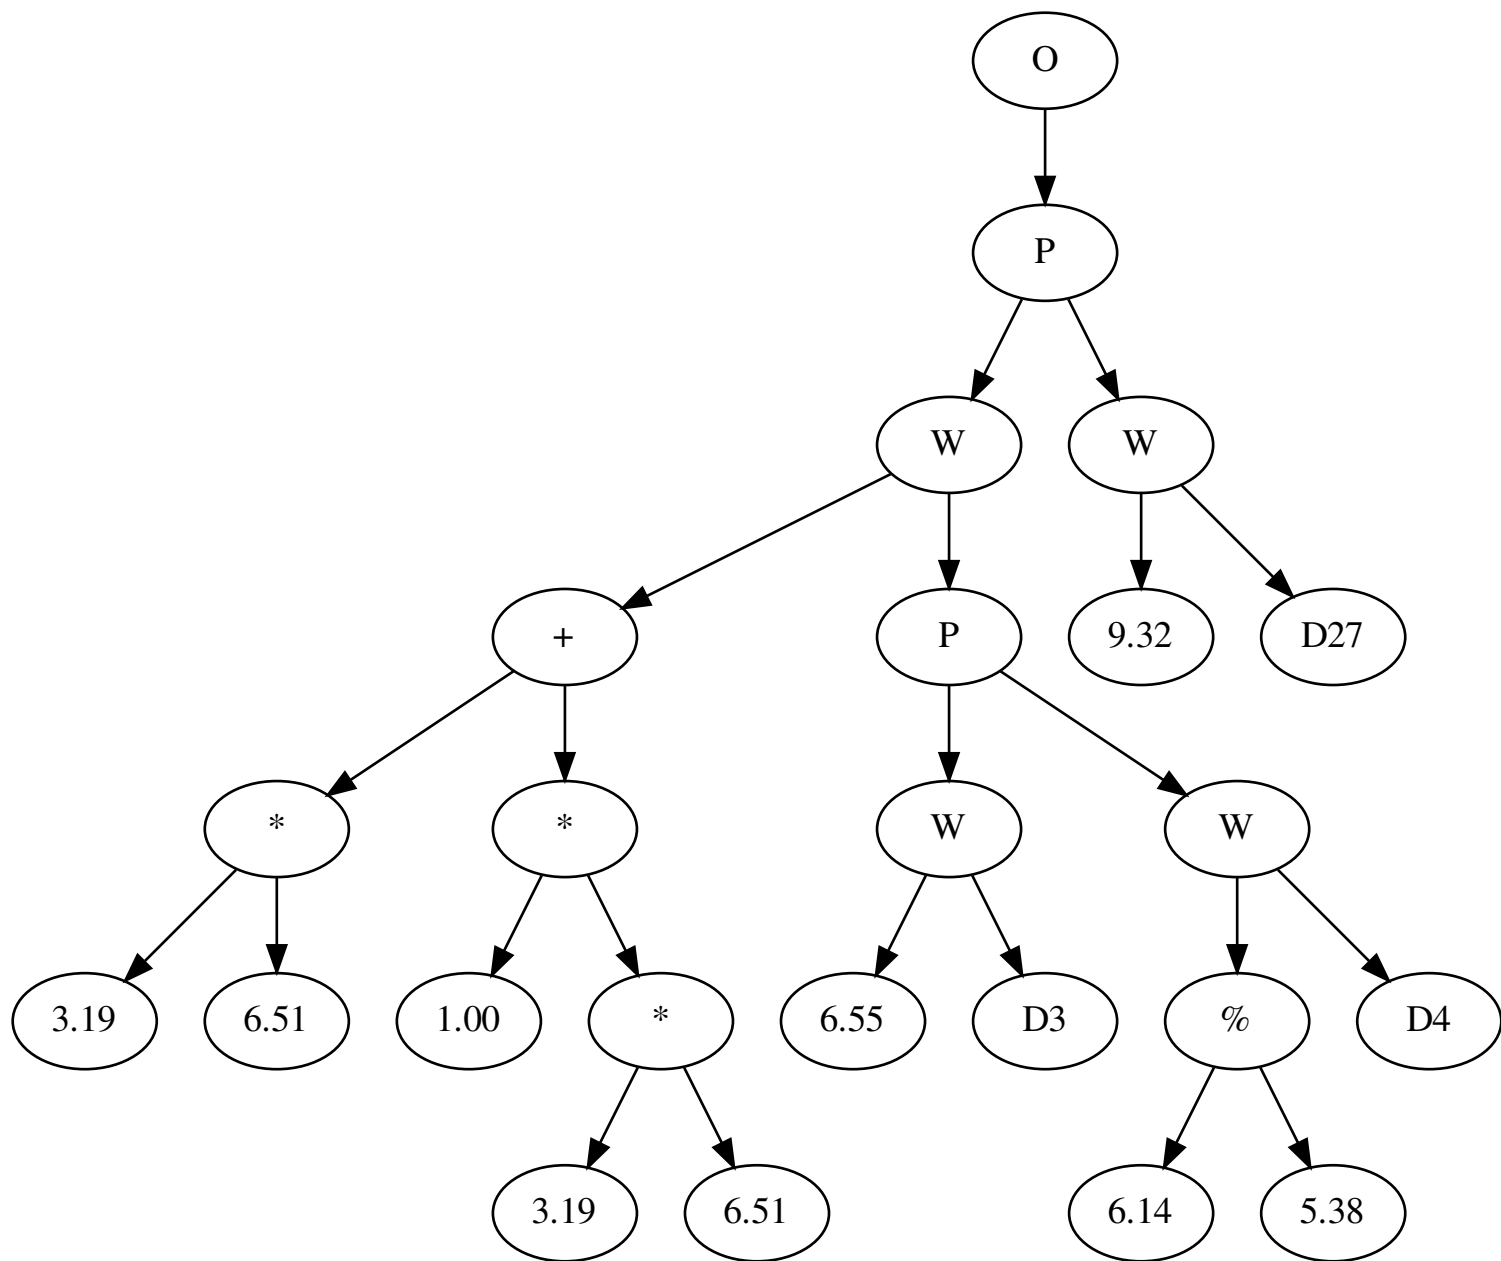 O
P
W W
+ P 9.32 D27
* * W W
3.19 6.51 1.00 * 6.55 D3 % D4
3.19 6.51 6.14 5.38